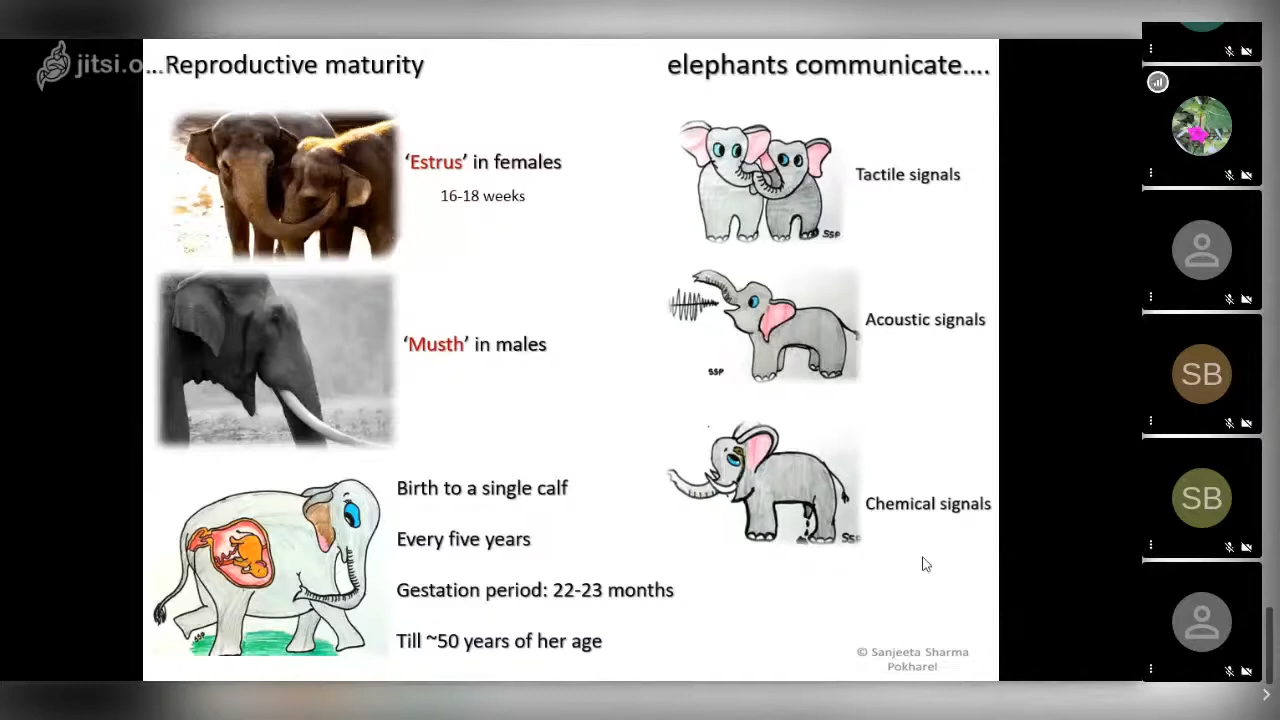 jitsi.o...
...Reproductive maturity
‘Estrus’ in females
16-18 weeks
‘Musth’ in males
Birth to a single calf
Every five years
Gestation period: 22-23 months
Till ~50 years of her age
SSP
elephants communicate....
Tactile signals
SSP
Acoustic signals
SSP
Chemical signals
SSP
© Sanjeeta Sharma
Pokharel
SB
SB